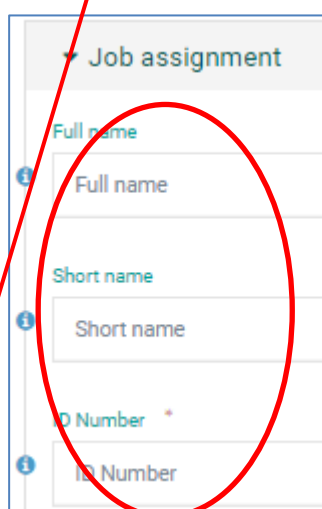 Job assignment
Full name
Full name
Short name
Short name
ID Number *
ID Number